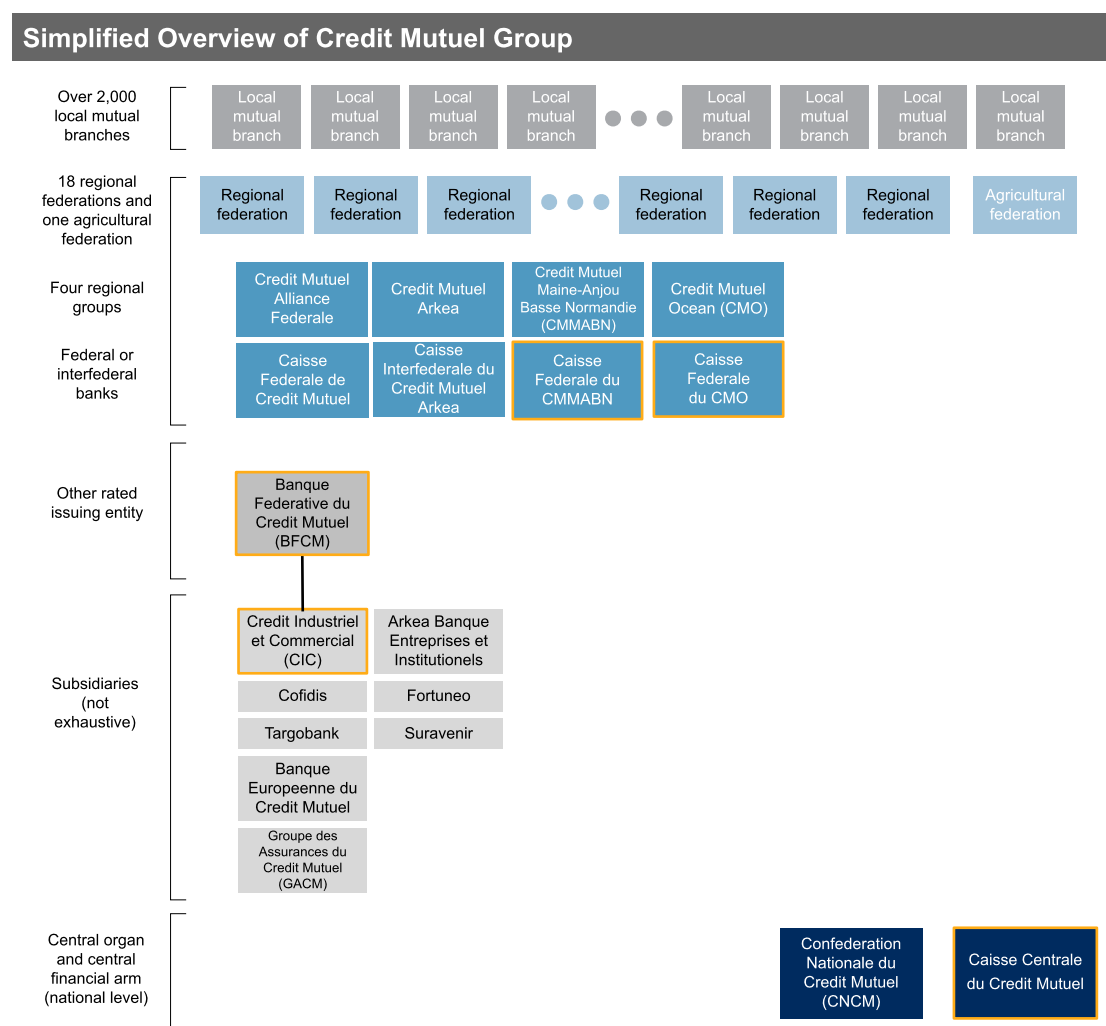 Simplified Overview of Credit Mutuel Group
Over 2,000
local mutual
branches
Local
mutual
branch
Local
mutual
branch
Local
mutual
branch
Local
mutual
branch
Local
mutual
branch
Local
mutual
branch
Local
mutual
branch
Local
mutual
branch
18 regional
federations and
one agricultural
federation
Regional
federation
Regional
federation
Regional
federation
Regional
federation
Regional
federation
Regional
federation
Agricultural
federation
Four regional
groups
Credit Mutuel
Alliance
Federale
Credit Mutuel
Arkea
Credit Mutuel
Maine-Anjou
Basse Normandie
(CMMABN)
Credit Mutuel
Ocean (CMO)
Federal or
interfederal
banks
Caisse
Federale de
Credit Mutuel
Caisse
Interfederale du
Credit Mutuel
Arkea
Caisse
Federale du
CMMABN
Caisse
Federale
du CMO
Other rated
issuing entity
Banque
Federative du
Credit Mutuel
(BFCM)
Subsidiaries
(not
exhaustive)
Credit Industriel
et Commercial
(CIC)
Arkea Banque
Entreprises et
Institutionels
Cofidis
Fortuneo
Targobank
Suravenir
Banque
Europeenne du
Credit Mutuel
Groupe des
Assurances du
Credit Mutuel
(GACM)
Central organ
and central
financial arm
(national level)
Confederation
Nationale du
Credit Mutuel
(CNCM)
Caisse Centrale
du Credit Mutuel